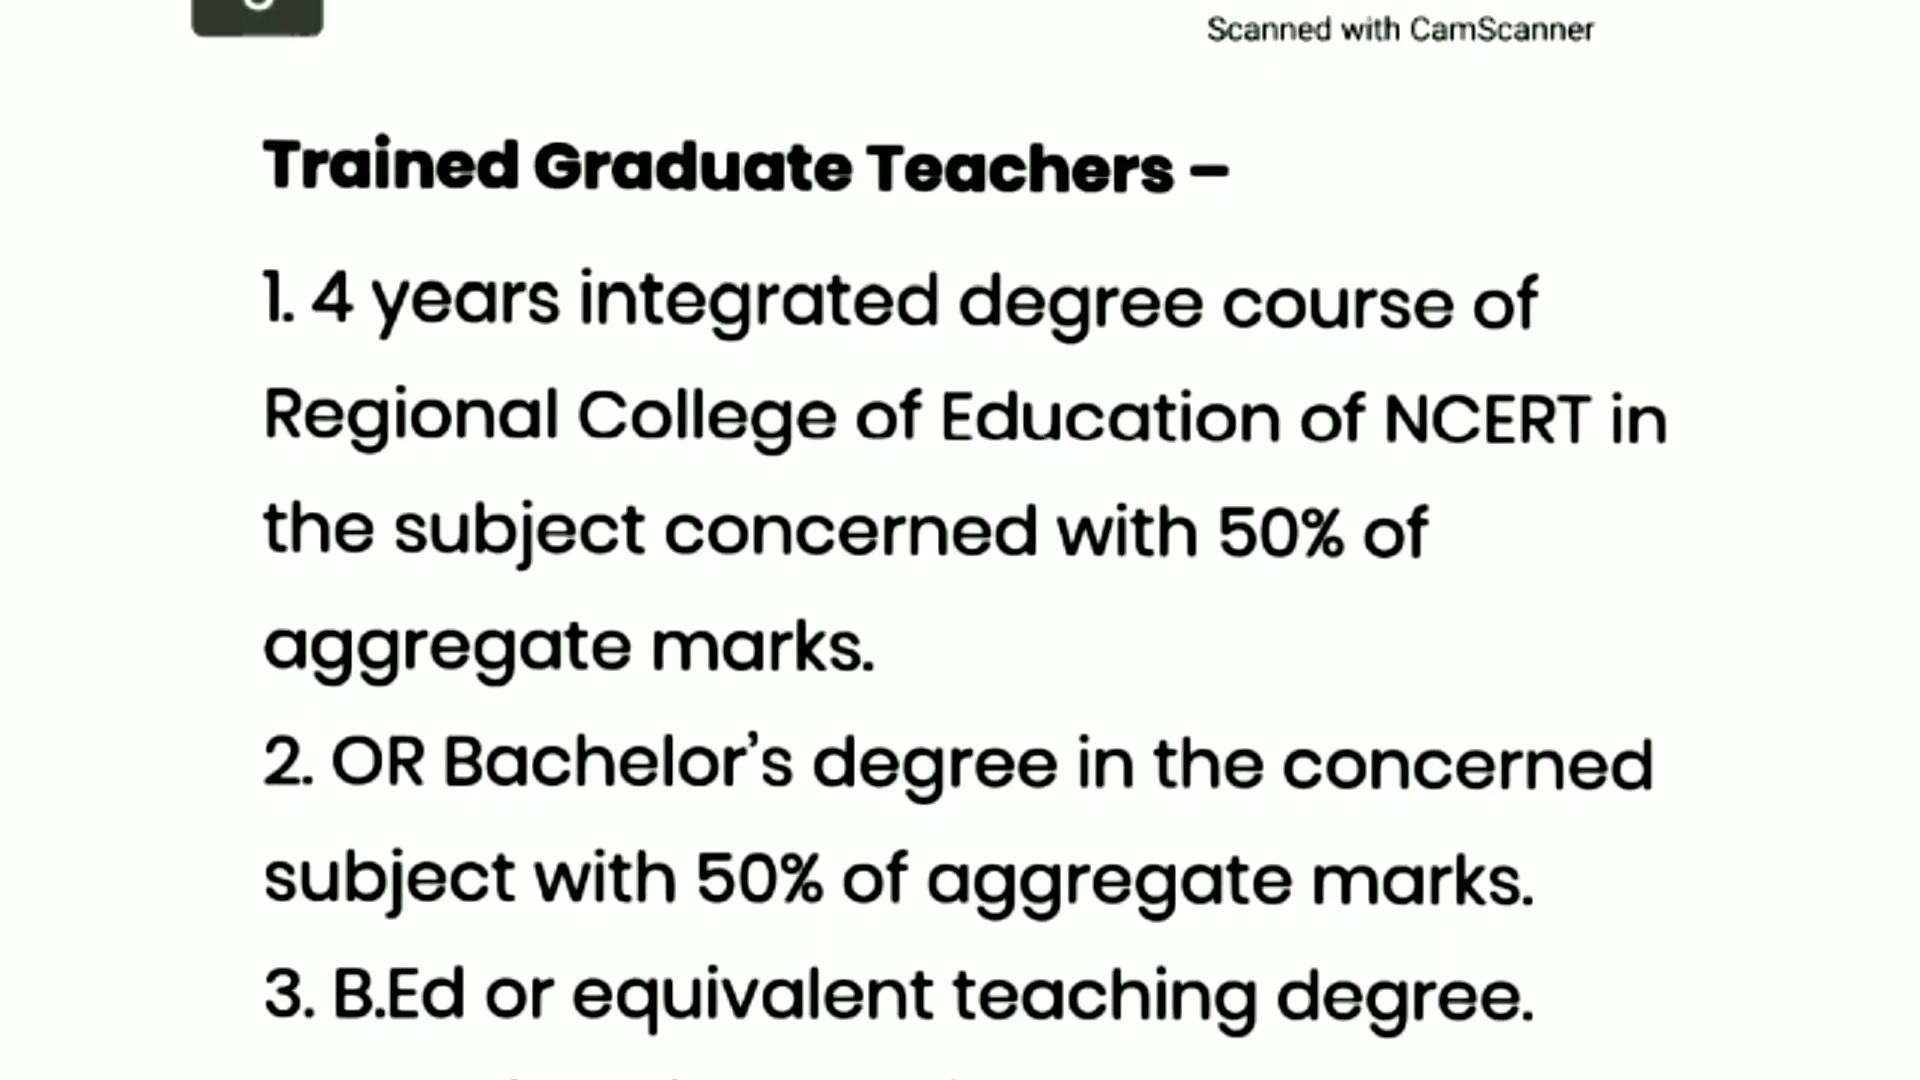 Scanned with CamScanner
Trained Graduate Teachers –
1. 4 years integrated degree course of
Regional College of Education of NCERT in
the subject concerned with 50% of
aggregate marks.
2. OR Bachelor's degree in the concerned
subject with 50% of aggregate marks.
3. B.Ed or equivalent teaching degree.